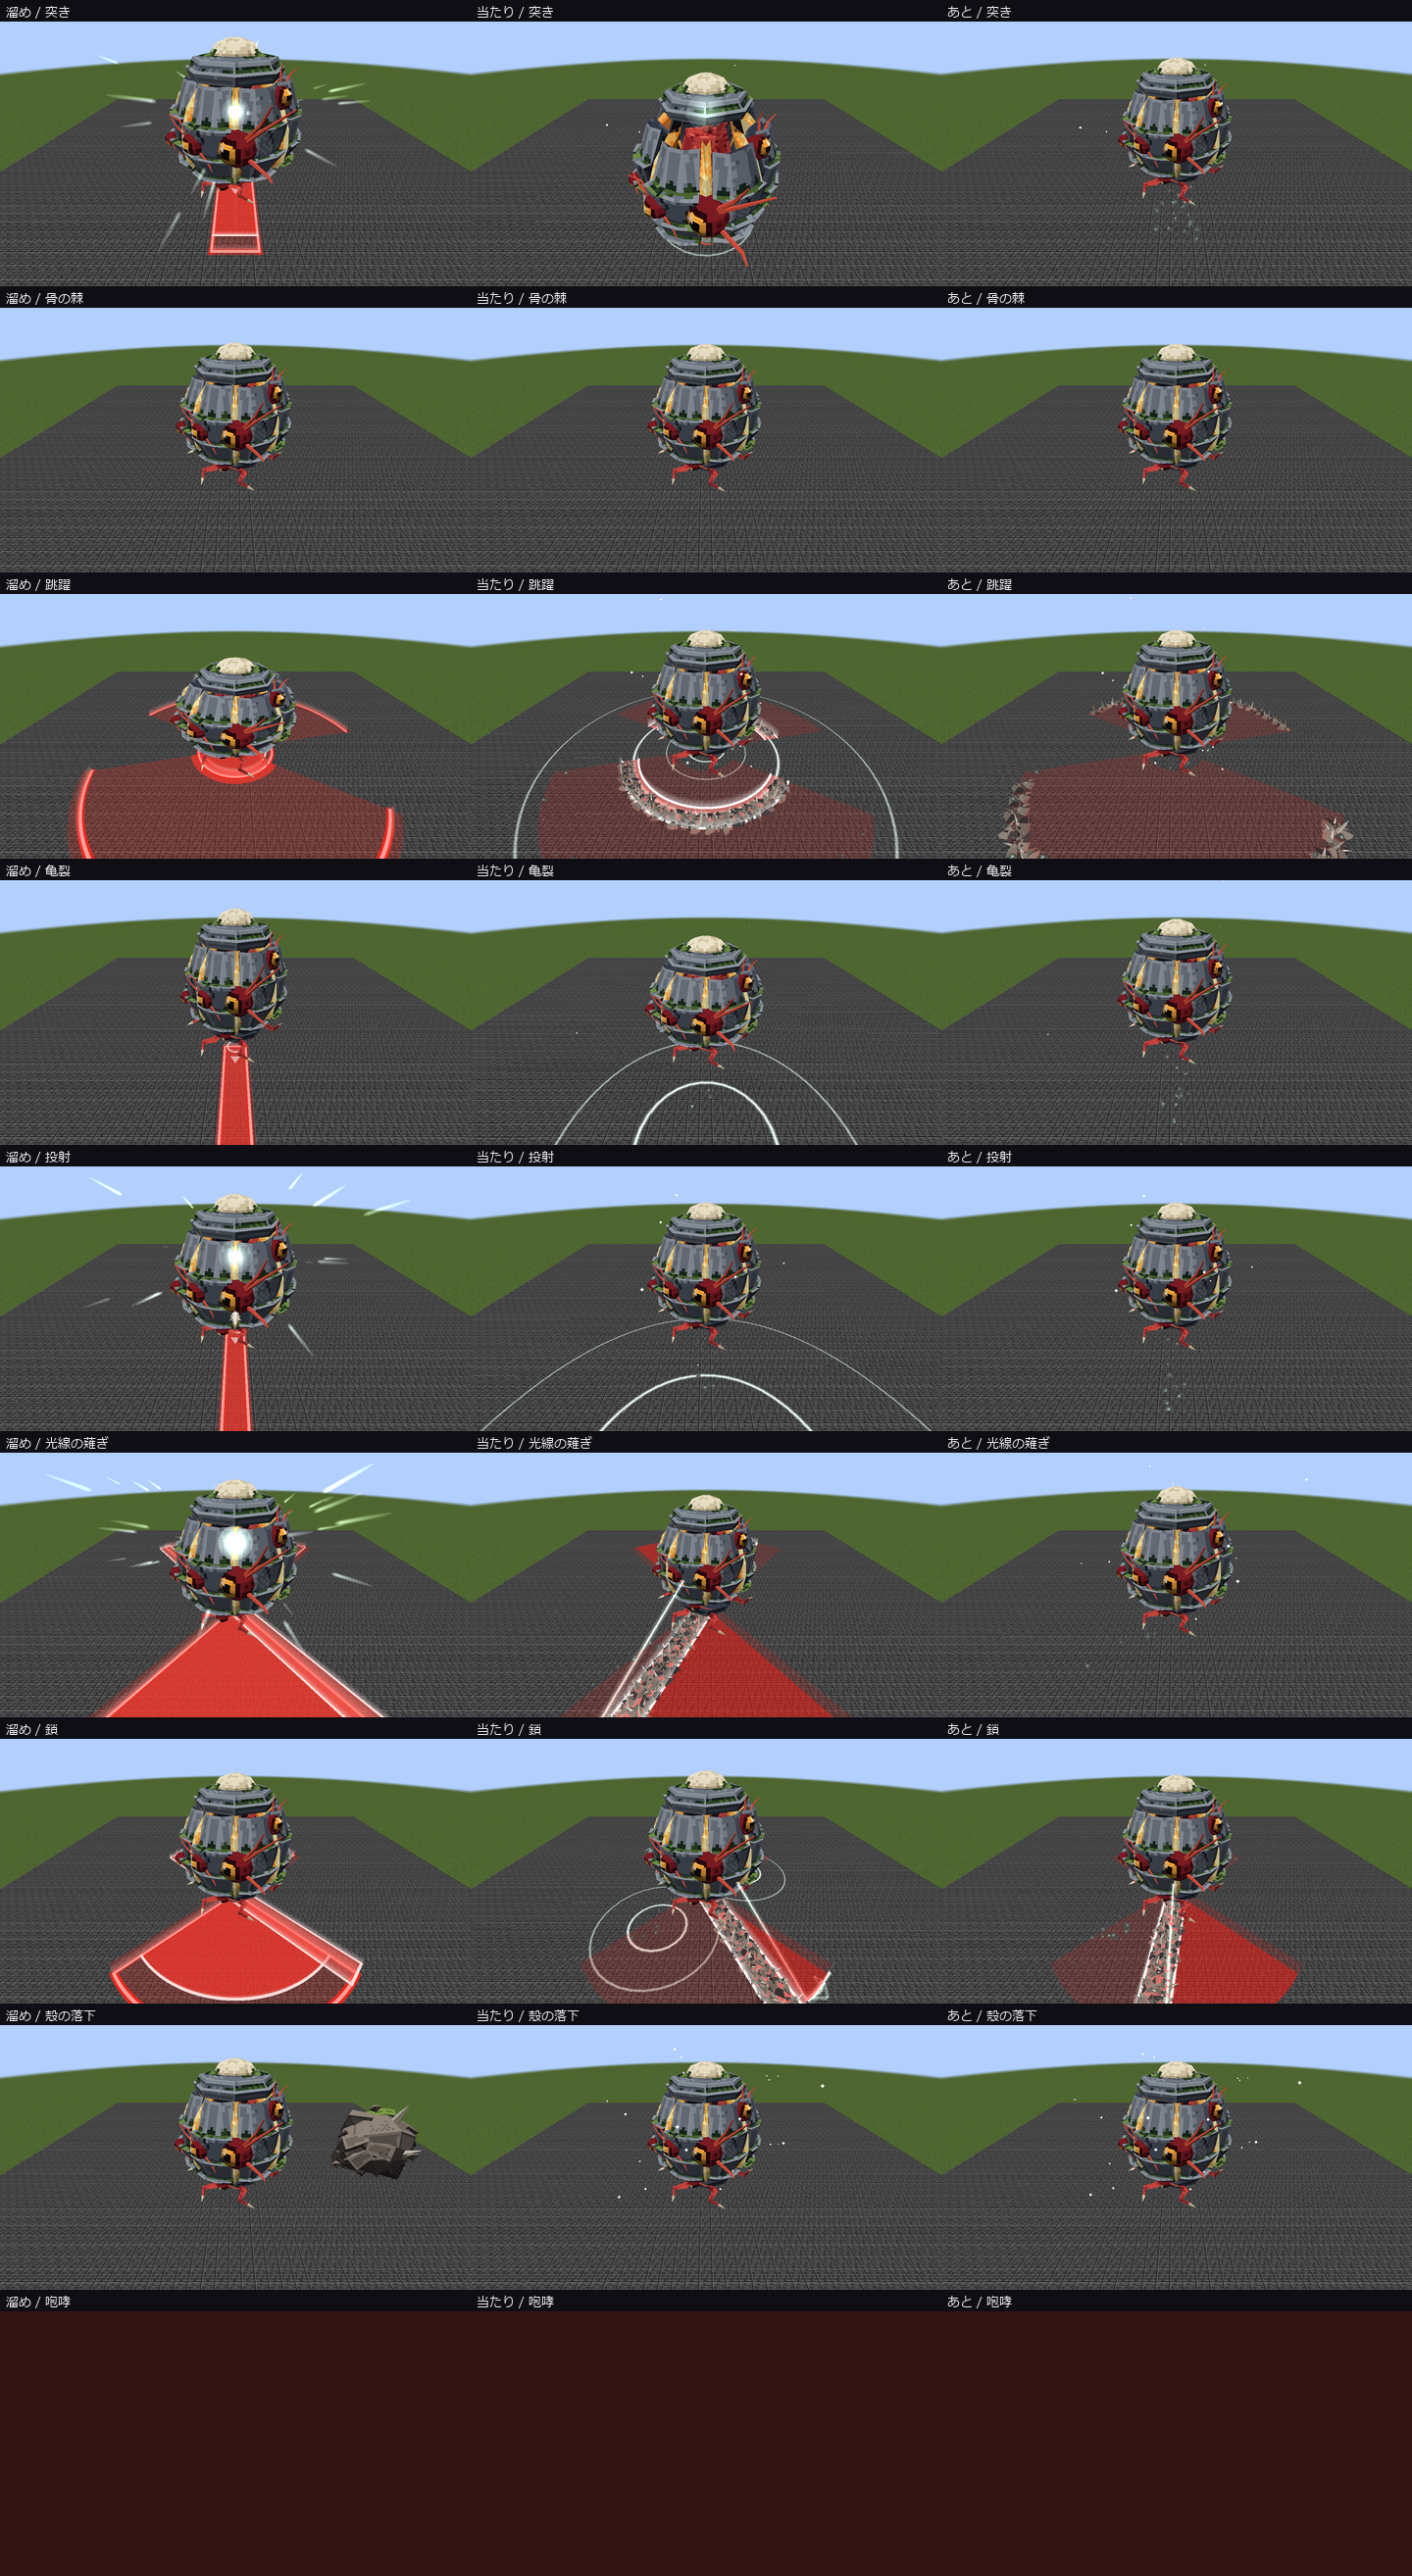 溜め / 突き
当たり / 突き
あと / 突き
溜め / 骨の棘
当たり / 骨の棘
あと / 骨の棘
溜め / 跳躍
当たり / 跳躍
あと / 跳躍
溜め / 亀裂
当たり / 亀裂
あと / 亀裂
溜め / 投射
当たり / 投射
あと / 投射
溜め / 光線の薙ぎ
当たり / 光線の薙ぎ
あと / 光線の薙ぎ
溜め / 鎖
当たり / 鎖
あと / 鎖
溜め / 殻の落下
当たり / 殻の落下
あと / 殻の落下
溜め / 咆哮
当たり / 咆哮
あと / 咆哮